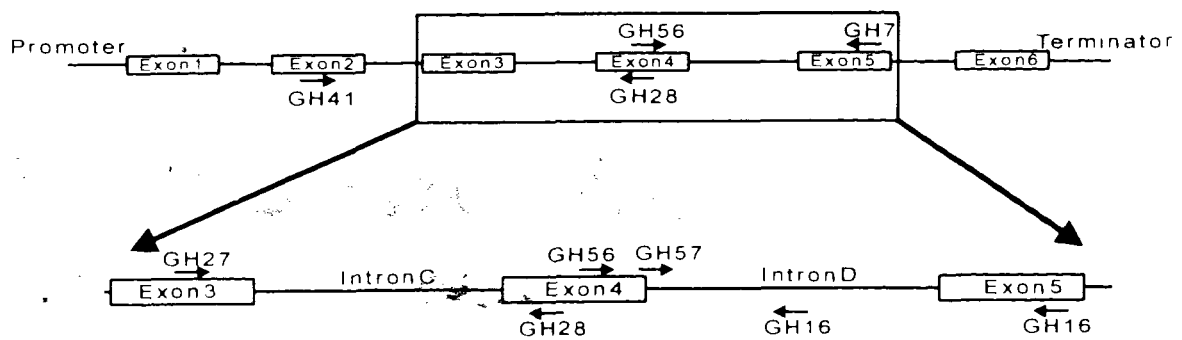 GH56 GH7
Promoter Terminator
Exon1 Exon2 Exon3 Exon4 Exon5 Exon6
GH41 GH28
GH27 GH56 GH57
IntronC IntronD
Exon3 Exon4 Exon5
GH28 GH16 GH16